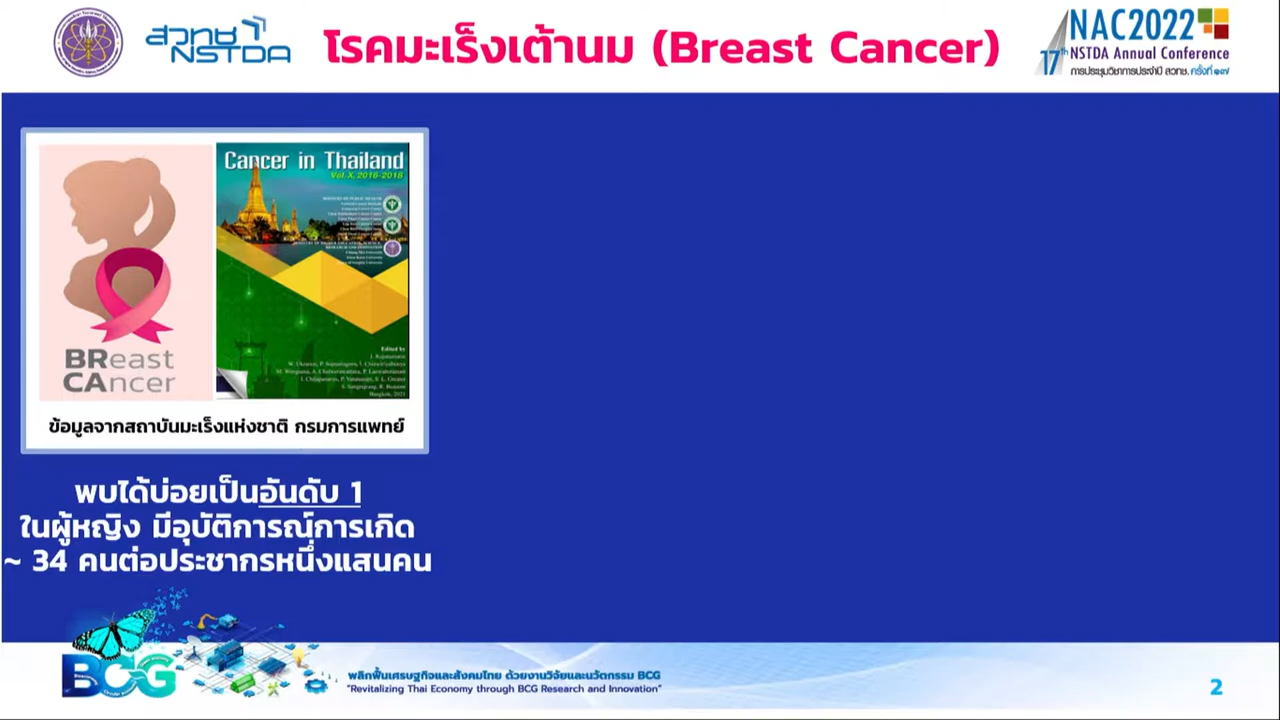 สวทช
NSTDA
โรคมะเร็งเต้านม (Breast Cancer)
NAC2022
17th NSTDA Annual Conference
การประชุมวิชาการประจำปี สวทช. ครั้งที่ ๑๗
Cancer in Thailand
Vol. X, 2016-2018
Edited by
Bangkok, 2021
BReast
CAncer
ข้อมูลจากสถาบันมะเร็งแห่งชาติ กรมการแพทย์
พบได้บ่อยเป็นอันดับ 1
ในผู้หญิง มีอุบัติการณ์การเกิด
~ 34 คนต่อประชากรหนึ่งแสนคน
BCG
พลิกฟื้นเศรษฐกิจและสังคมไทย ด้วยงานวิจัยและนวัตกรรม BCG
"Revitalizing Thai Economy through BCG Research and Innovation"
2